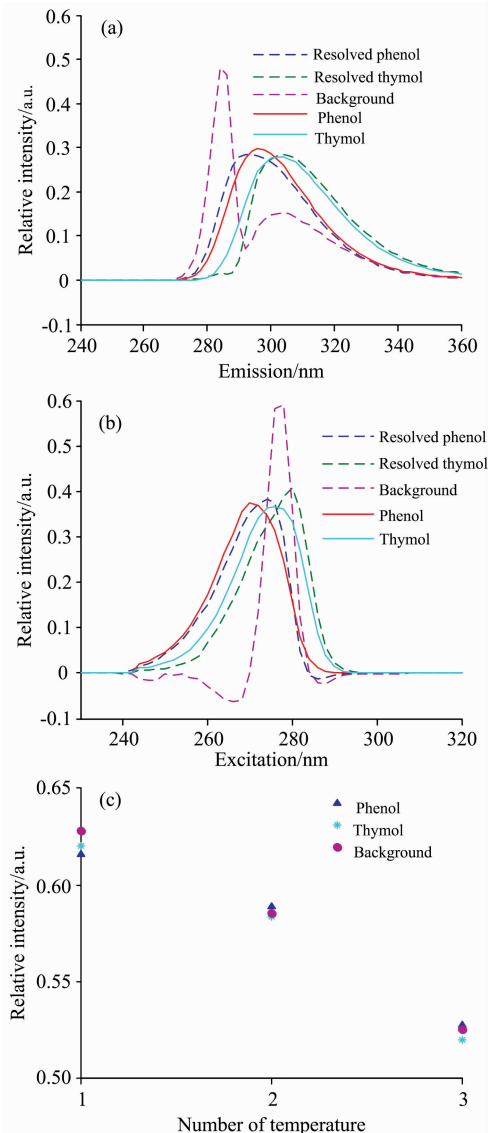 (a)
Resolved phenol
Resolved thymol
Background
Phenol
Thymol
Relative intensity/a.u.
0.6
0.5
0.4
0.3
0.2
0.1
0
-0.1
240 260 280 300 320 340 360
Emission/nm
(b)
Resolved phenol
Resolved thymol
Background
Phenol
Thymol
Relative intensity/a.u.
0.6
0.5
0.4
0.3
0.2
0.1
0
-0.1
240 260 280 300 320
Excitation/nm
(c)
Phenol
Thymol
Background
Relative intensity/a.u.
0.65
0.60
0.55
0.50
1 2 3
Number of temperature